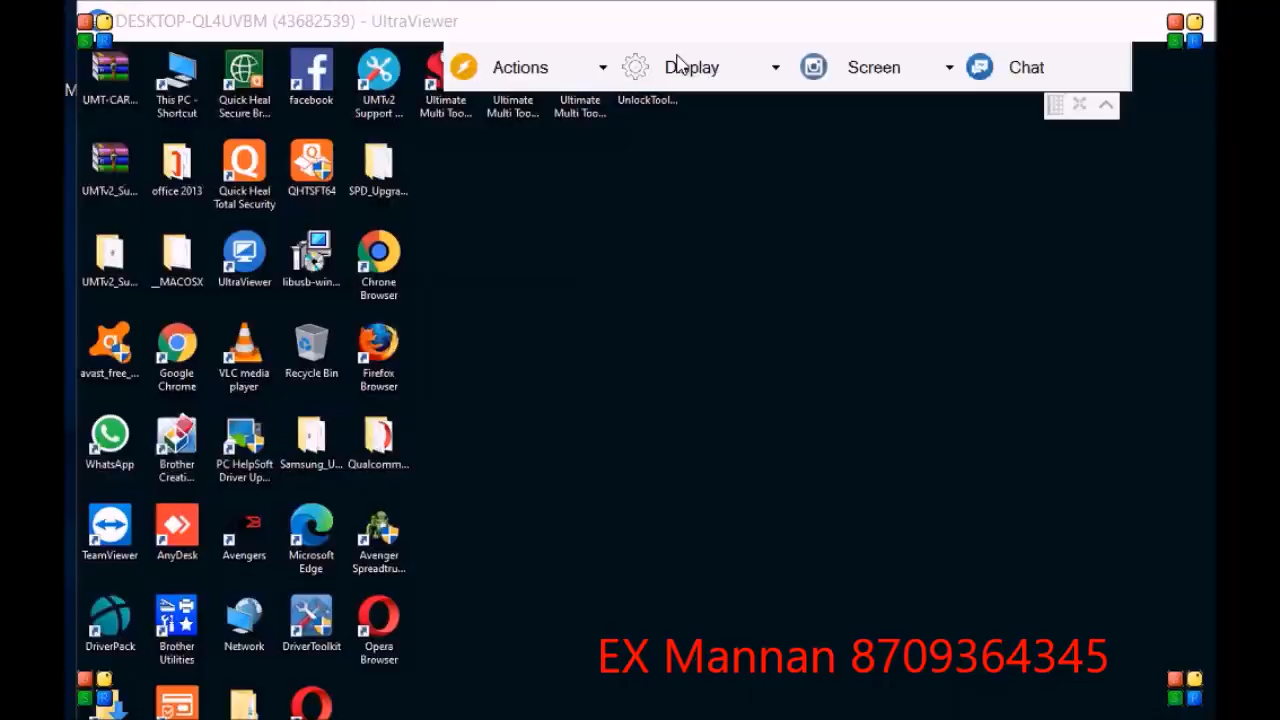 DESKTOP-QL4UVBM (43682539) - UltraViewer
Actions
Display
Screen
Chat
M
UMT-CAR...
This PC -
Shortcut
Quick Heal
Secure Br...
facebook
UMTv2
Support ...
Ultimate
Multi Too...
Ultimate
Multi Too...
Ultimate
Multi Too...
UnlockTool...
UMTv2_Su...
office 2013
Quick Heal
Total Security
QHTSFT64
SPD_Upgra...
UMTv2_Su...
__MACOSX
UltraViewer
libusb-win...
Chrome
Browser
avast_free_...
Google
Chrome
VLC media
player
Recycle Bin
Firefox
Browser
WhatsApp
Brother
Creati...
PC HelpSoft
Driver Up...
Samsung_U...
Qualcomm...
TeamViewer
AnyDesk
Avengers
Microsoft
Edge
Avenger
Spreadtru...
DriverPack
Brother
Utilities
Network
DriverToolkit
Opera
Browser
EX Mannan 8709364345